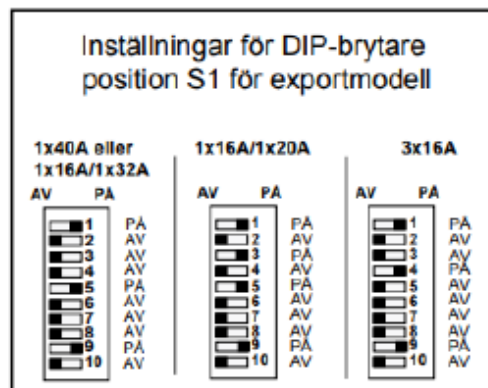 Inställningar för DIP-brytare
position S1 för exportmodell
1x40A eller
1x16A/1x32A
AV PÅ
1 PÅ
2 AV
3 AV
4 AV
5 PÅ
6 AV
7 AV
8 AV
9 PÅ
10 AV
1x16A/1x20A
AV PÅ
1 PÅ
2 AV
3 PÅ
4 AV
5 PÅ
6 AV
7 AV
8 AV
9 PÅ
10 AV
3x16A
AV PÅ
1 PÅ
2 AV
3 AV
4 PÅ
5 AV
6 AV
7 AV
8 AV
9 PÅ
10 AV